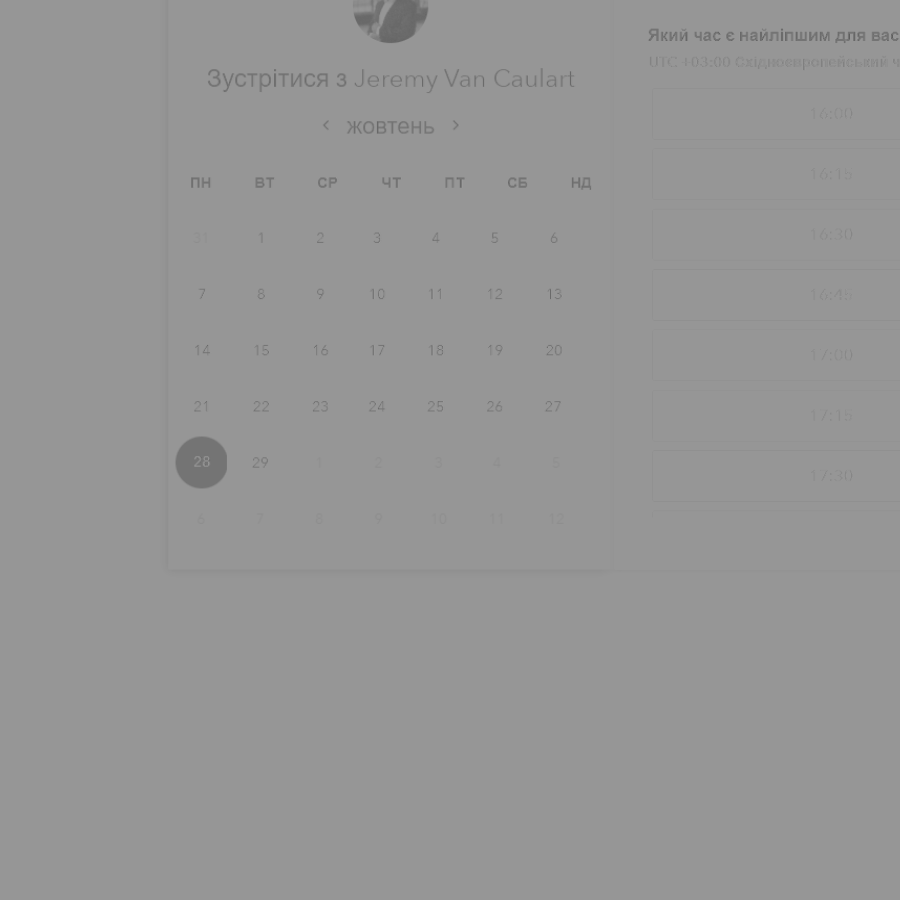 Зустрітися з Jeremy Van Caulart
жовтень
ПН ВТ СР ЧТ ПТ СБ НД
31 1 2 3 4 5 6
7 8 9 10 11 12 13
14 15 16 17 18 19 20
21 22 23 24 25 26 27
28 29 1 2 3 4 5
6 7 8 9 10 11 12
Який час є найліпшим для вас
UTC +03:00 Східноєвропейський ч
16:00
16:15
16:30
16:45
17:00
17:15
17:30